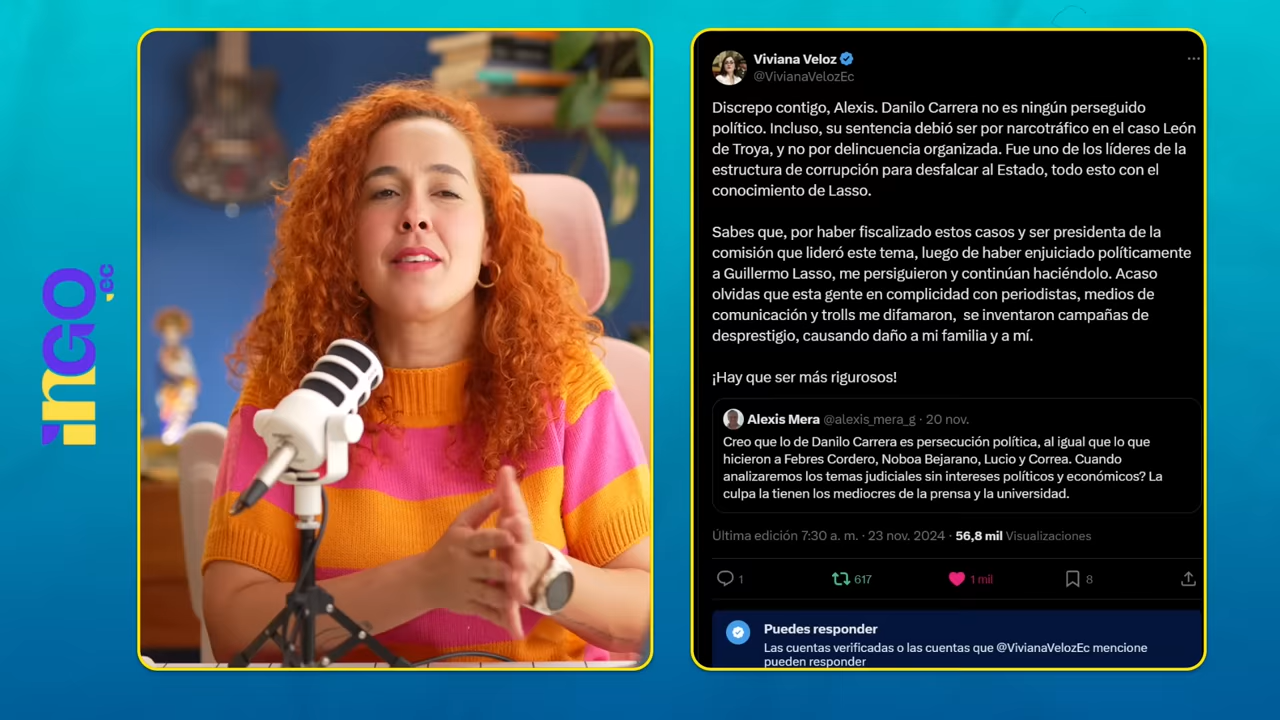 inGO.cc
Viviana Veloz
@VivianaVelozEc
Discrepo contigo, Alexis. Danilo Carrera no es ningún perseguido
político. Incluso, su sentencia debió ser por narcotráfico en el caso León
de Troya, y no por delincuencia organizada. Fue uno de los líderes de la
estructura de corrupción para desfalcar al Estado, todo esto con el
conocimiento de Lasso.
Sabes que, por haber fiscalizado estos casos y ser presidenta de la
comisión que lideró este tema, luego de haber enjuiciado políticamente
a Guillermo Lasso, me persiguieron y continúan haciéndolo. Acaso
olvidas que esta gente en complicidad con periodistas, medios de
comunicación y trolls me difamaron, se inventaron campañas de
desprestigio, causando daño a mi familia y a mí.
¡Hay que ser más rigurosos!
Alexis Mera @alexis_mera_g · 20 nov.
Creo que lo de Danilo Carrera es persecución política, al igual que lo que
hicieron a Febres Cordero, Noboa Bejarano, Lucio y Correa. Cuando
analizaremos los temas judiciales sin intereses políticos y económicos? La
culpa la tienen los mediocres de la prensa y la universidad.
Última edición 7:30 a. m. · 23 nov. 2024 · 56,8 mil Visualizaciones
1 617 1 mil 8
Puedes responder
Las cuentas verificadas o las cuentas que @VivianaVelozEc mencione
pueden responder